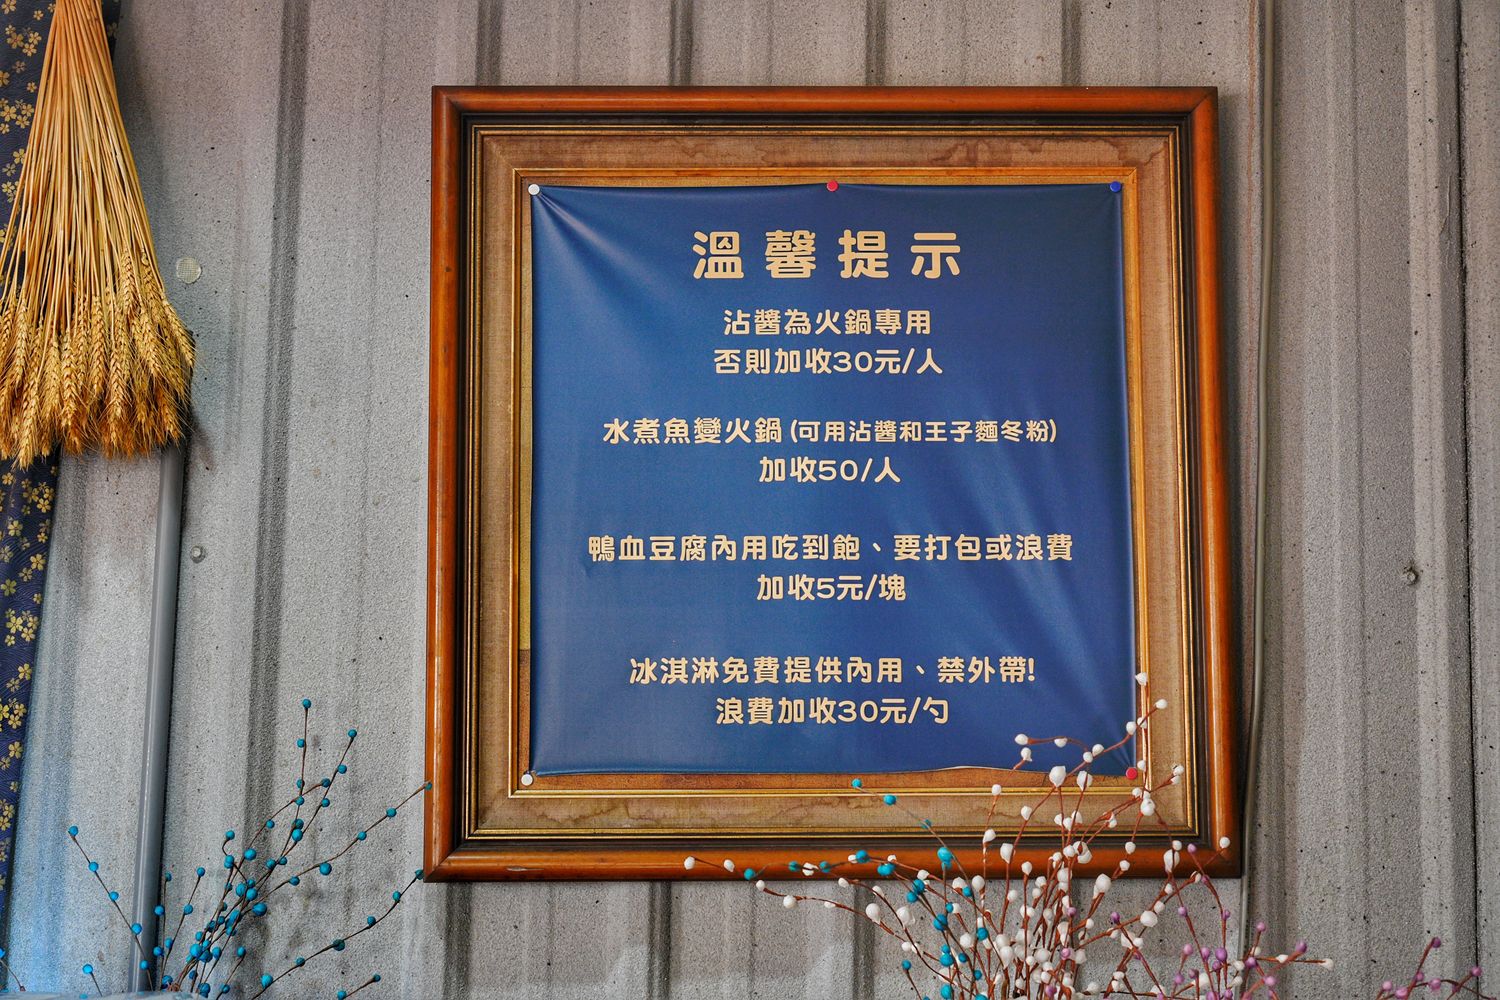 溫馨提示
沾醬為火鍋專用
否則加收30元/人
水煮魚變火鍋(可用沾醬和王子麵冬粉)
加收50/人
鴨血豆腐內用吃到飽、要打包或浪費
加收5元/塊
冰淇淋免費提供內用、禁外帶!
浪費加收30元/勺